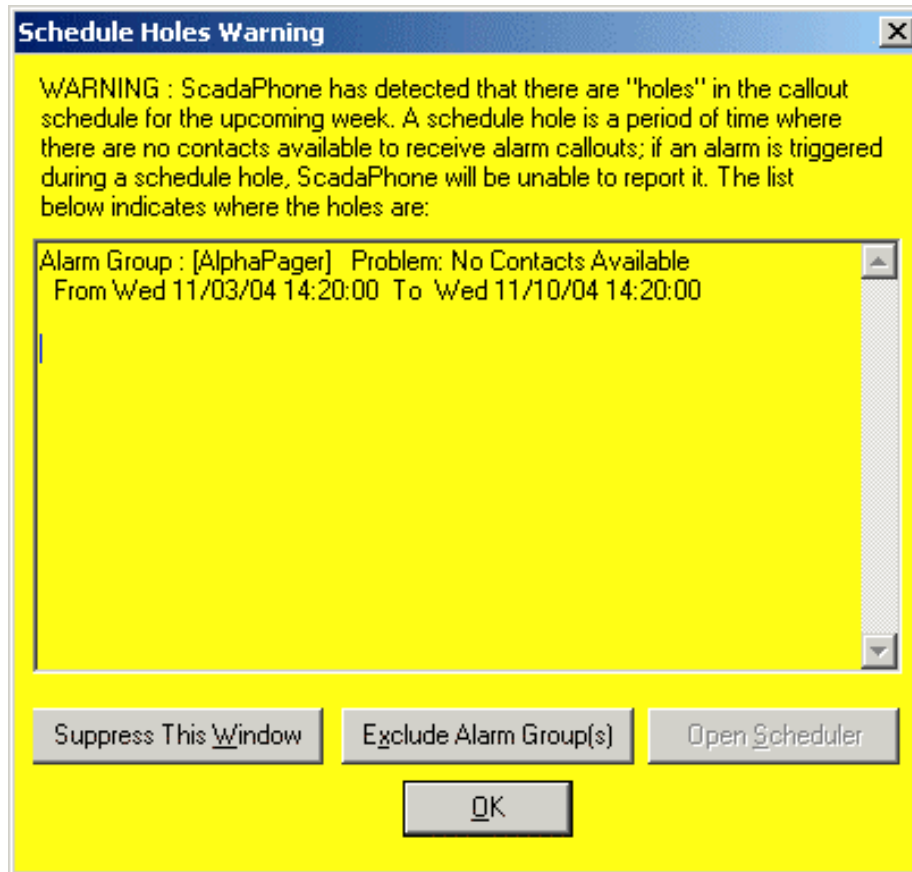 Schedule Holes Warning
WARNING : ScadaPhone has detected that there are "holes" in the callout
schedule for the upcoming week. A schedule hole is a period of time where
there are no contacts available to receive alarm callouts; if an alarm is triggered
during a schedule hole, ScadaPhone will be unable to report it. The list
below indicates where the holes are:
Alarm Group : [AlphaPager] Problem: No Contacts Available
From Wed 11/03/04 14:20:00 To Wed 11/10/04 14:20:00
Suppress This Window Exclude Alarm Group(s) Open Scheduler
OK